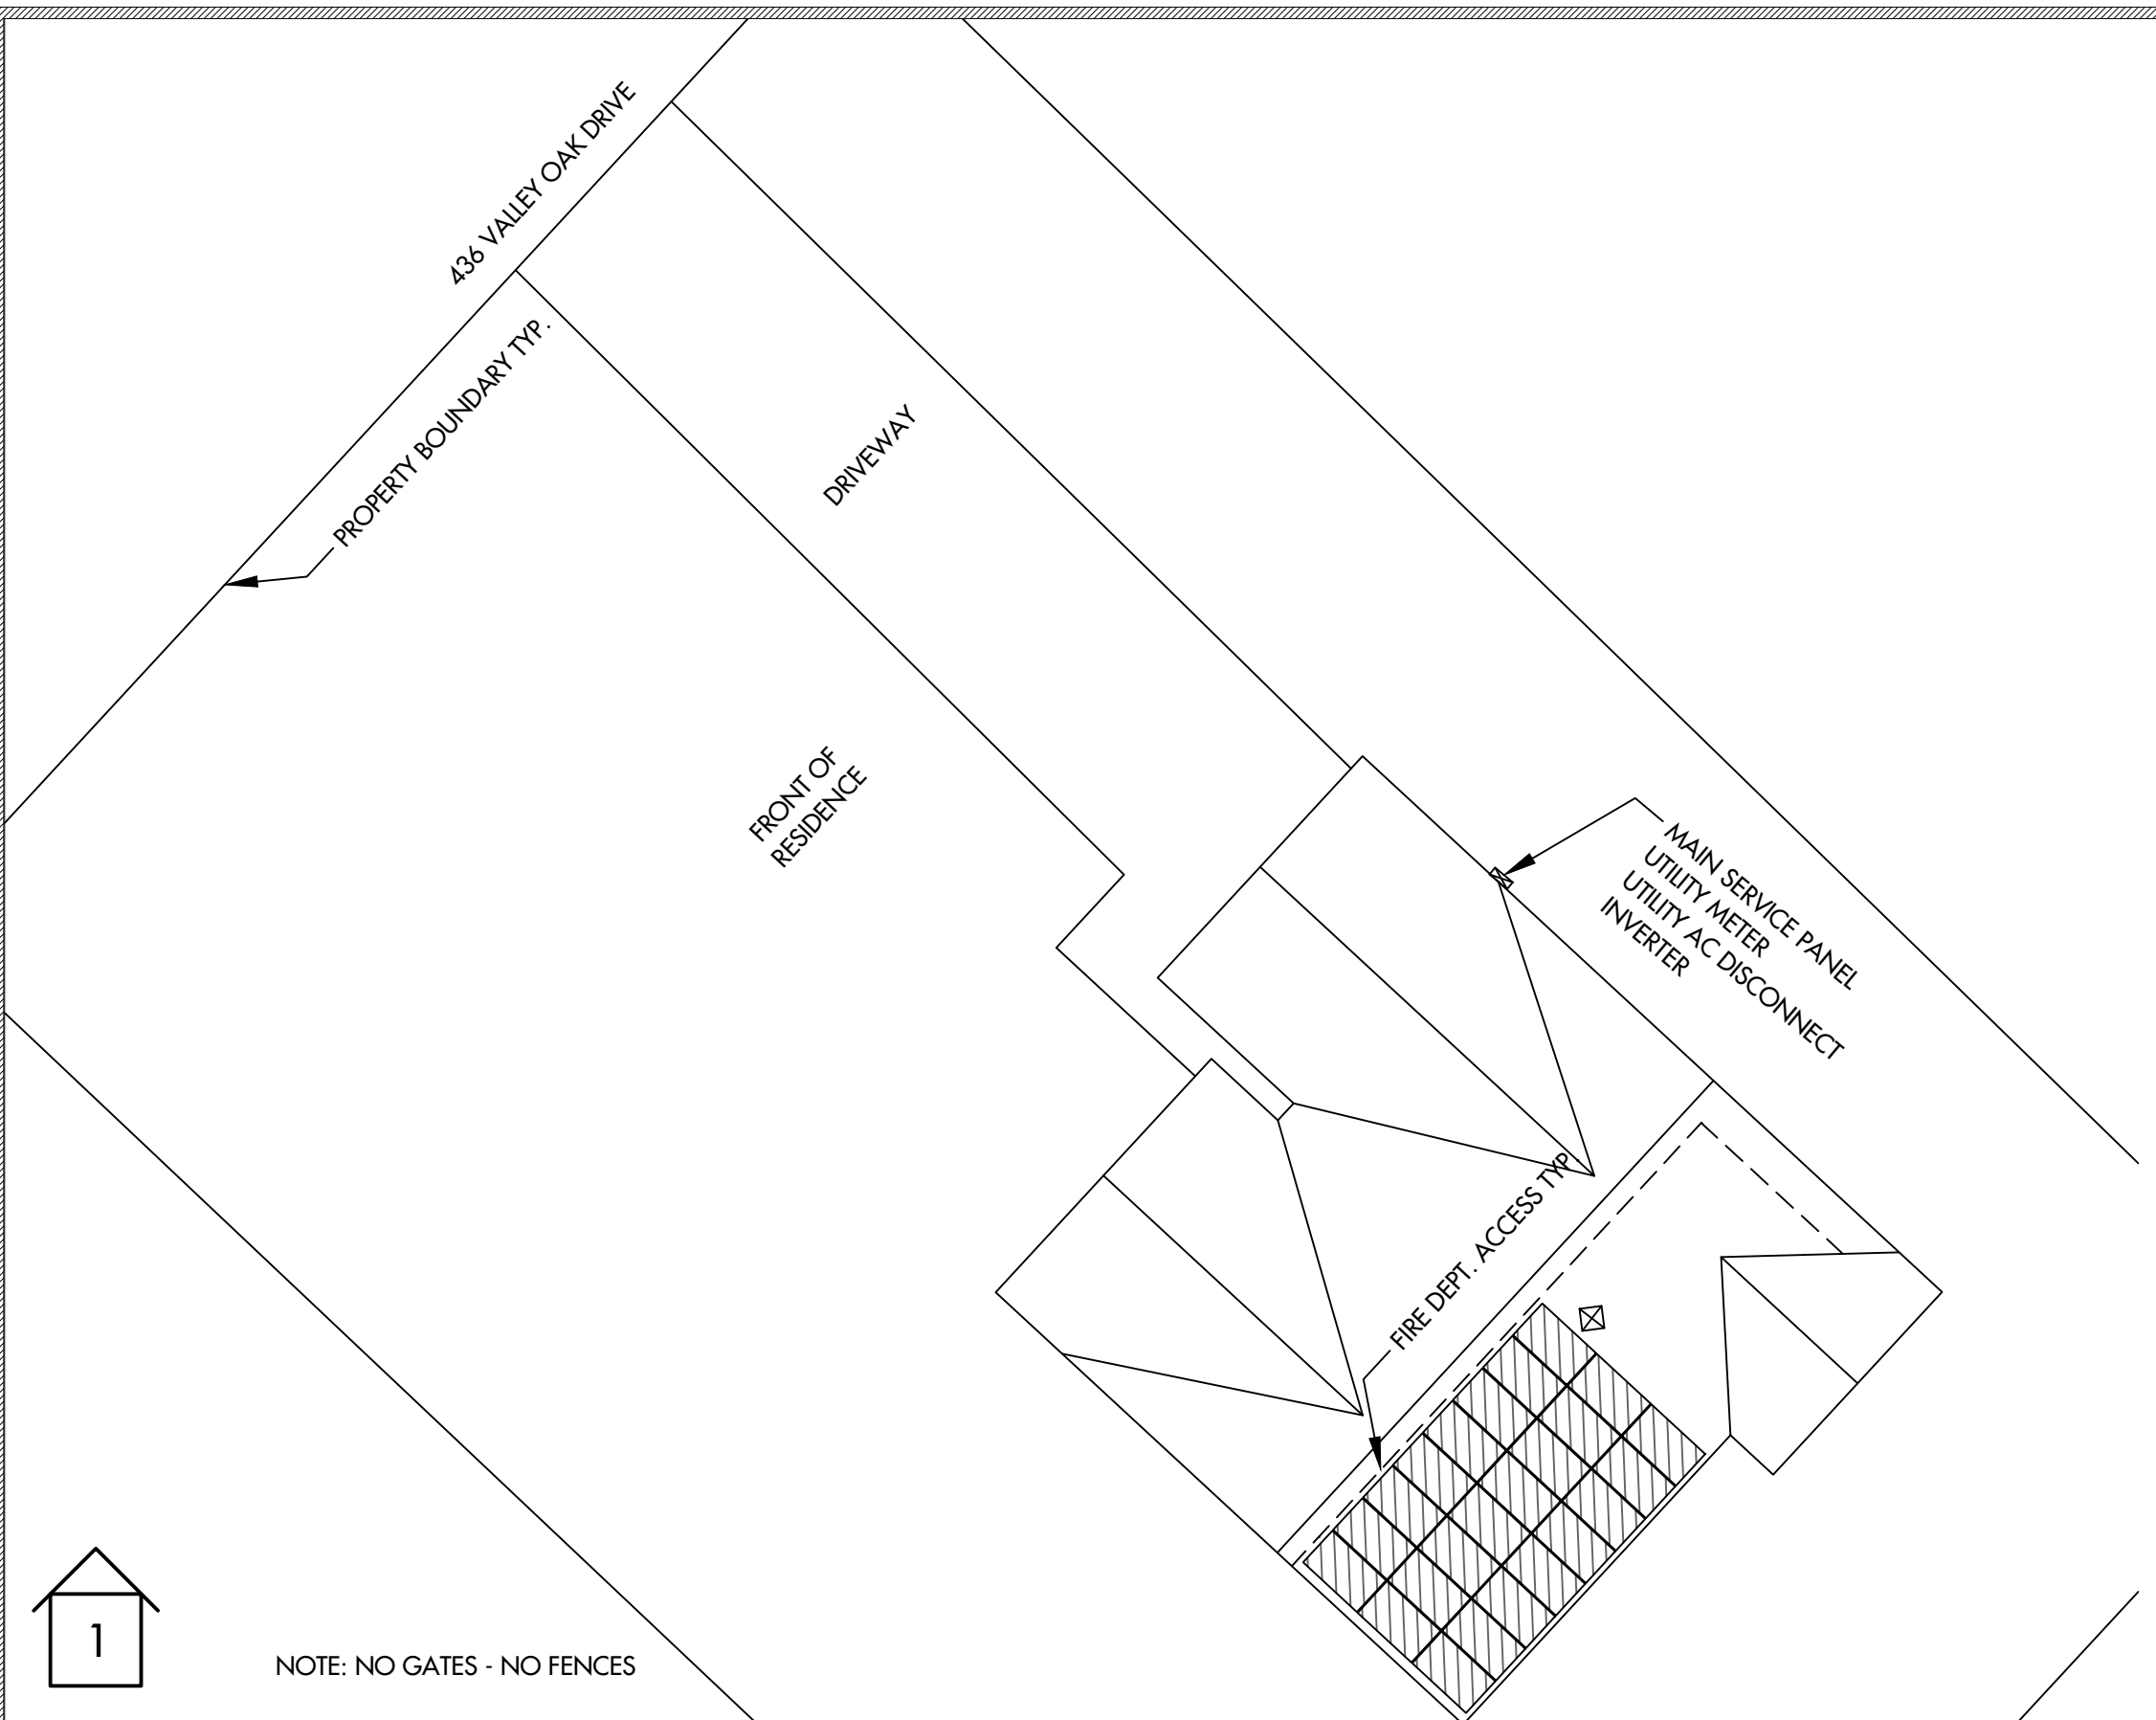 436 VALLEY OAK DRIVE
PROPERTY BOUNDARY TYP.
DRIVEWAY
FRONT OF
RESIDENCE
MAIN SERVICE PANEL
UTILITY METER
UTILITY AC DISCONNECT
INVERTER
FIRE DEPT. ACCESS TYP.
1
NOTE: NO GATES - NO FENCES